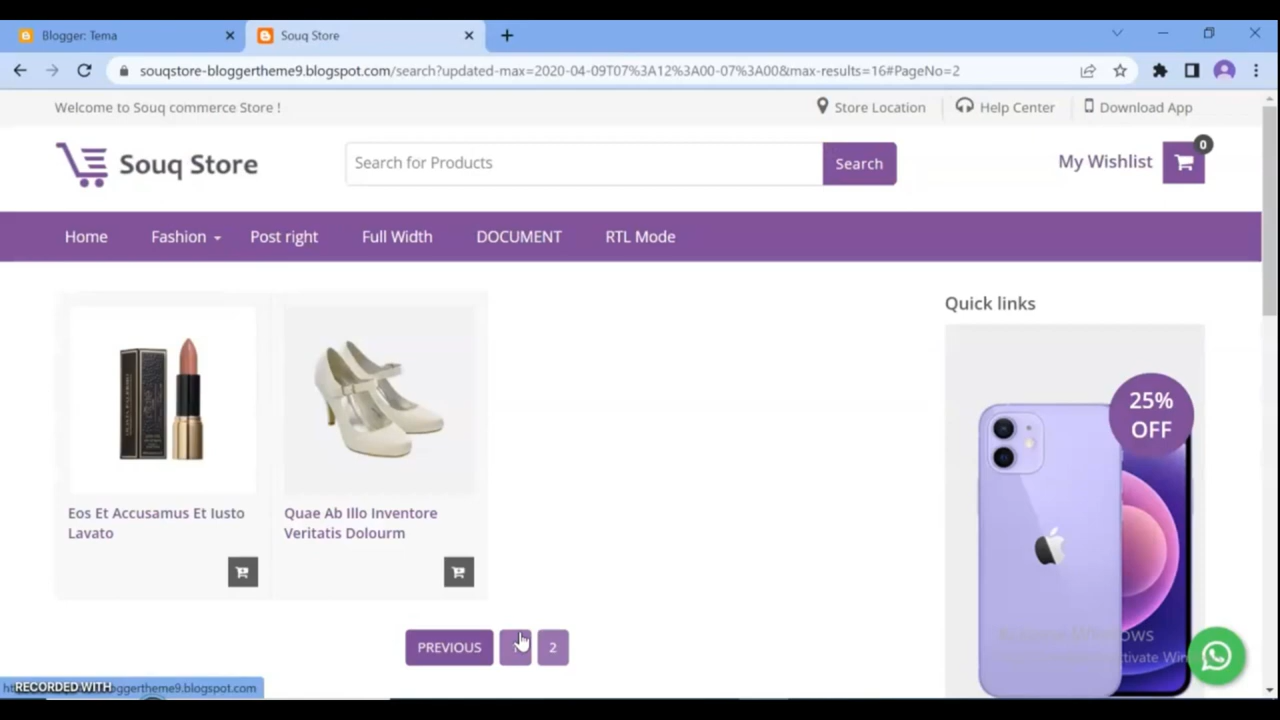 Blogger: Tema
Souq Store
souqstore-bloggertheme9.blogspot.com/search?updated-max=2020-04-09T07%3A12%3A00-07%3A00&max-results=16#PageNo=2
Welcome to Souq commerce Store !
Store Location
Help Center
Download App
Souq Store
Search for Products
Search
My Wishlist
0
Home
Fashion
Post right
Full Width
DOCUMENT
RTL Mode
Quick links
25%
OFF
Eos Et Accusamus Et Iusto
Lavato
Quae Ab Illo Inventore
Veritatis Dolourm
PREVIOUS
2
RECORDED WITH
bloggertheme9.blogspot.com